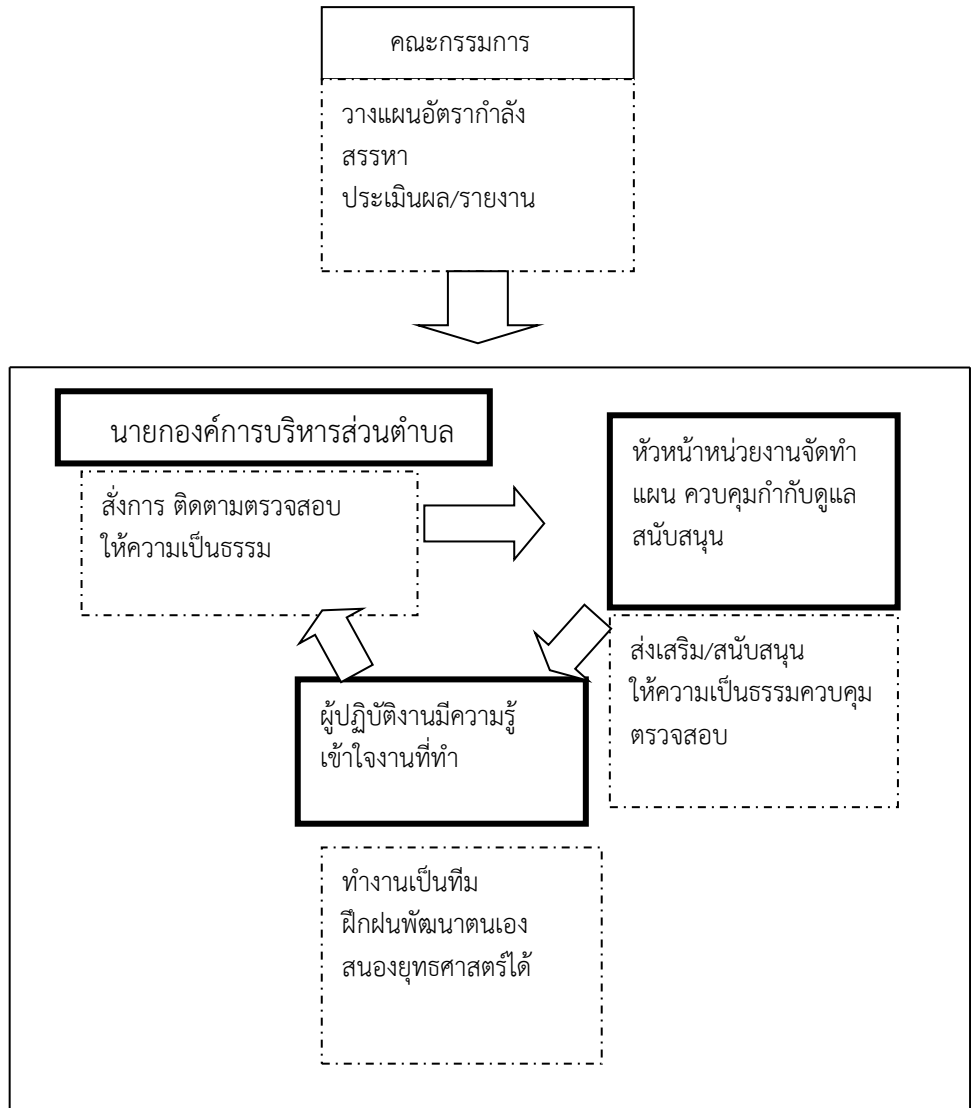 คณะกรรมการ
วางแผนอัตรากำลัง
สรรหา
ประเมินผล/รายงาน
นายกองค์การบริหารส่วนตำบล
สั่งการ ติดตามตรวจสอบ
ให้ความเป็นธรรม
หัวหน้าหน่วยงานจัดทำ
แผน ควบคุมกำกับดูแล
สนับสนุน
ส่งเสริม/สนับสนุน
ให้ความเป็นธรรมควบคุม
ตรวจสอบ
ผู้ปฏิบัติงานมีความรู้
เข้าใจงานที่ทำ
ทำงานเป็นทีม
ฝึกฝนพัฒนาตนเอง
สนองยุทธศาสตร์ได้